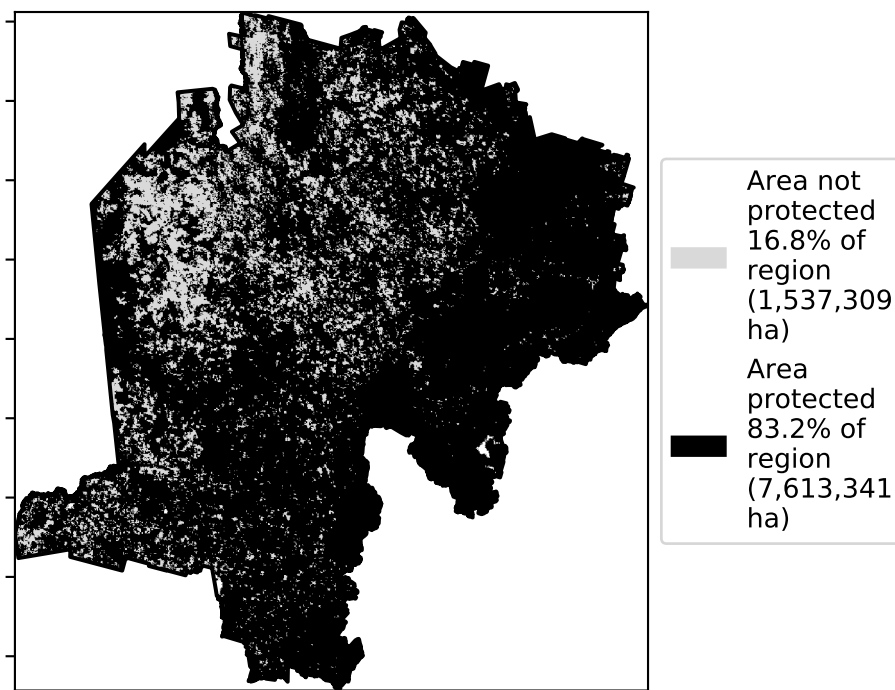 Area not
protected
16.8% of
region
(1,537,309
ha)
Area
protected
83.2% of
region
(7,613,341
ha)